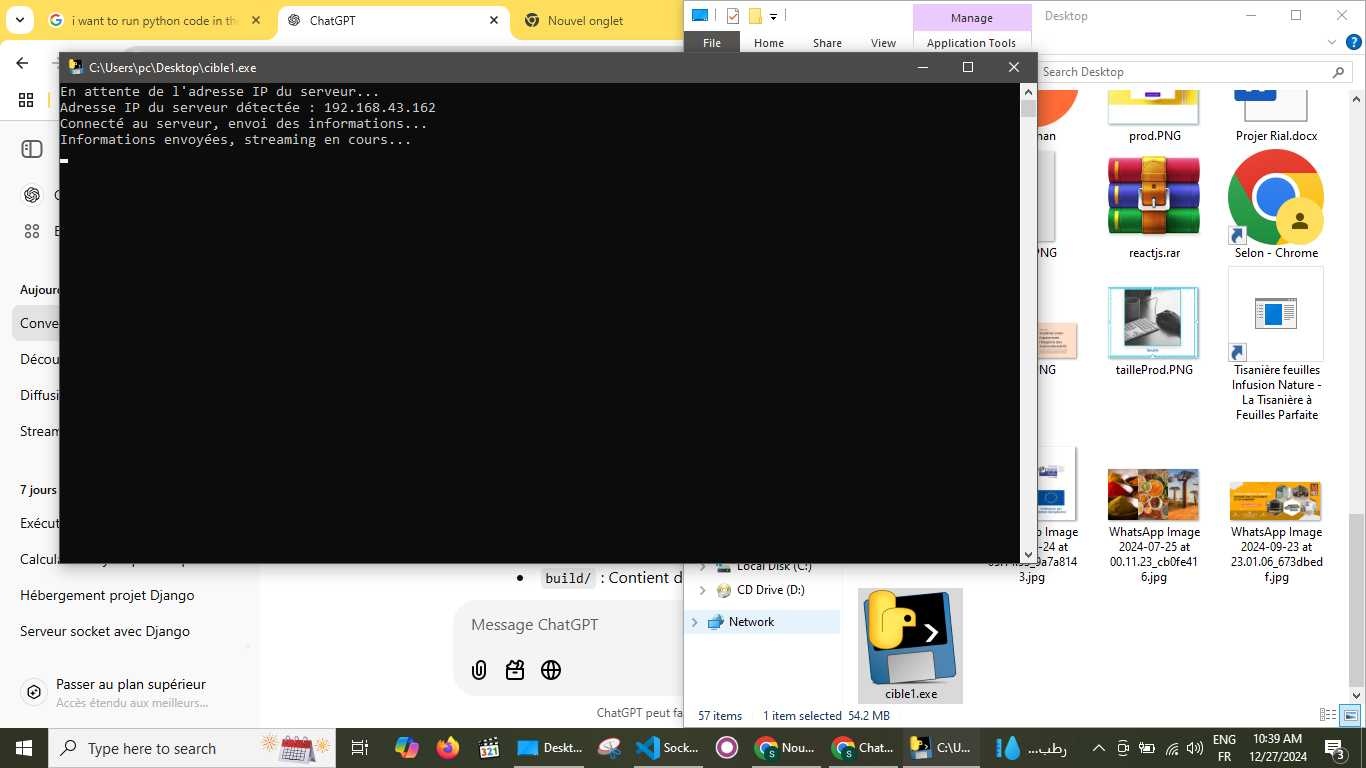 i want to run python code in the
ChatGPT
Nouvel onglet
Manage
Desktop
File
Home
Share
View
Application Tools
C:\Users\pc\Desktop\cible1.exe
Search Desktop
En attente de l'adresse IP du serveur...
Adresse IP du serveur détectée : 192.168.43.162
Connecté au serveur, envoi des informations...
Informations envoyées, streaming en cours...
prod.PNG
Projer Rial.docx
reactjs.rar
Selon - Chrome
tailleProd.PNG
Tisanière feuilles
Infusion Nature -
La Tisanière à
Feuilles Parfaite
WhatsApp Image
2024-07-25 at
00.11.23_cb0fe41
6.jpg
WhatsApp Image
2024-09-23 at
23.01.06_673dbed
f.jpg
Aujour
Conve
Décou
Diffusi
Stream
7 jours
Exécut
Calcula
Hébergement projet Django
Serveur socket avec Django
Passer au plan supérieur
Accès étendu aux meilleurs...
build/ : Contient d
Message ChatGPT
ChatGPT peut fa
Local Disk (C:)
CD Drive (D:)
Network
cible1.exe
57 items
1 item selected
54.2 MB
Type here to search
Deskt...
Sock...
Nou...
Chat...
C:\U...
رطب...
ENG
FR
10:39 AM
12/27/2024
3